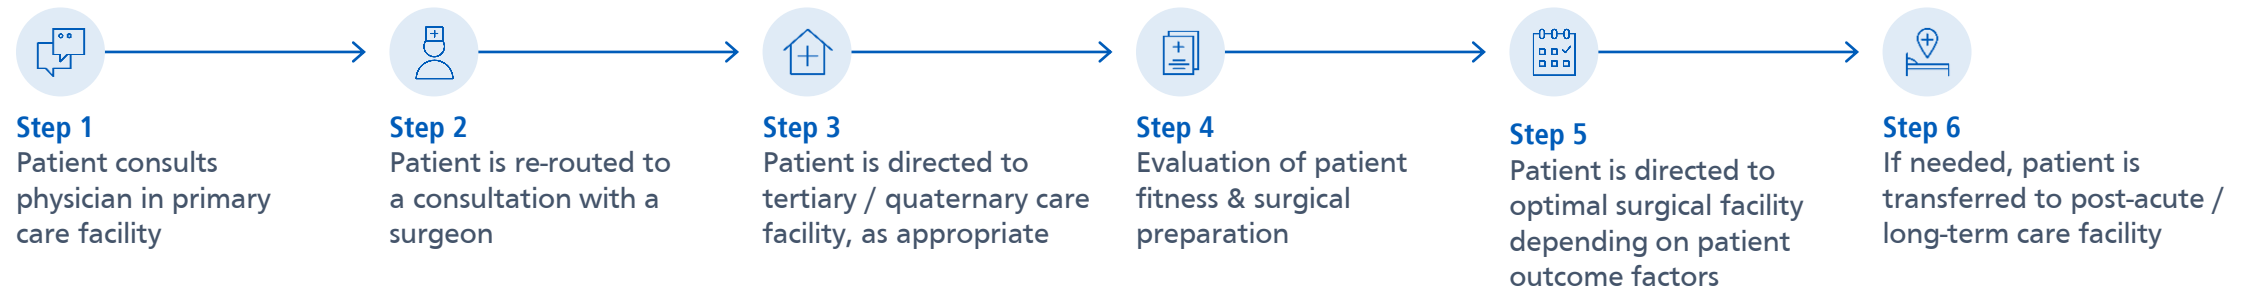 Step 1
Patient consults
physician in primary
care facility
Step 2
Patient is re-routed to
a consultation with a
surgeon
Step 3
Patient is directed to
tertiary / quaternary care
facility, as appropriate
Step 4
Evaluation of patient
fitness & surgical
preparation
Step 5
Patient is directed to
optimal surgical facility
depending on patient
outcome factors
Step 6
If needed, patient is
transferred to post-acute /
long-term care facility